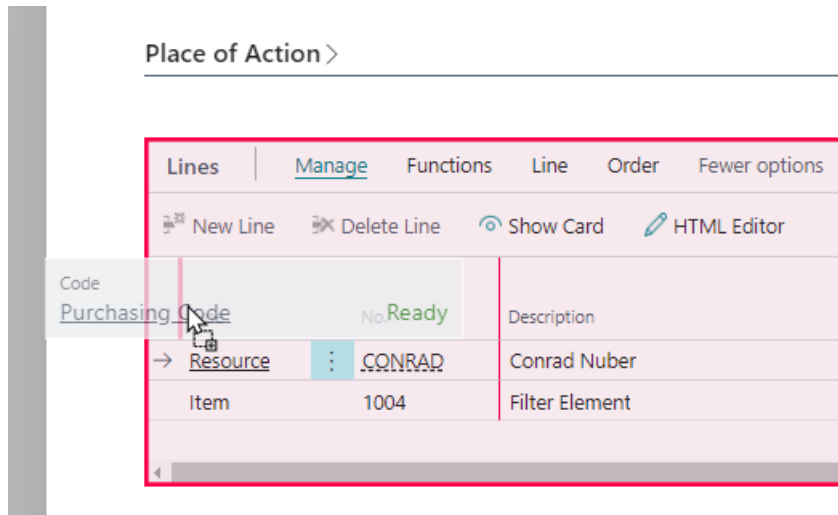 Place of Action
Lines Manage Functions Line Order Fewer options
New Line Delete Line Show Card HTML Editor
Code
Purchasing Code No. Ready Description
Resource CONRAD Conrad Nuber
Item 1004 Filter Element